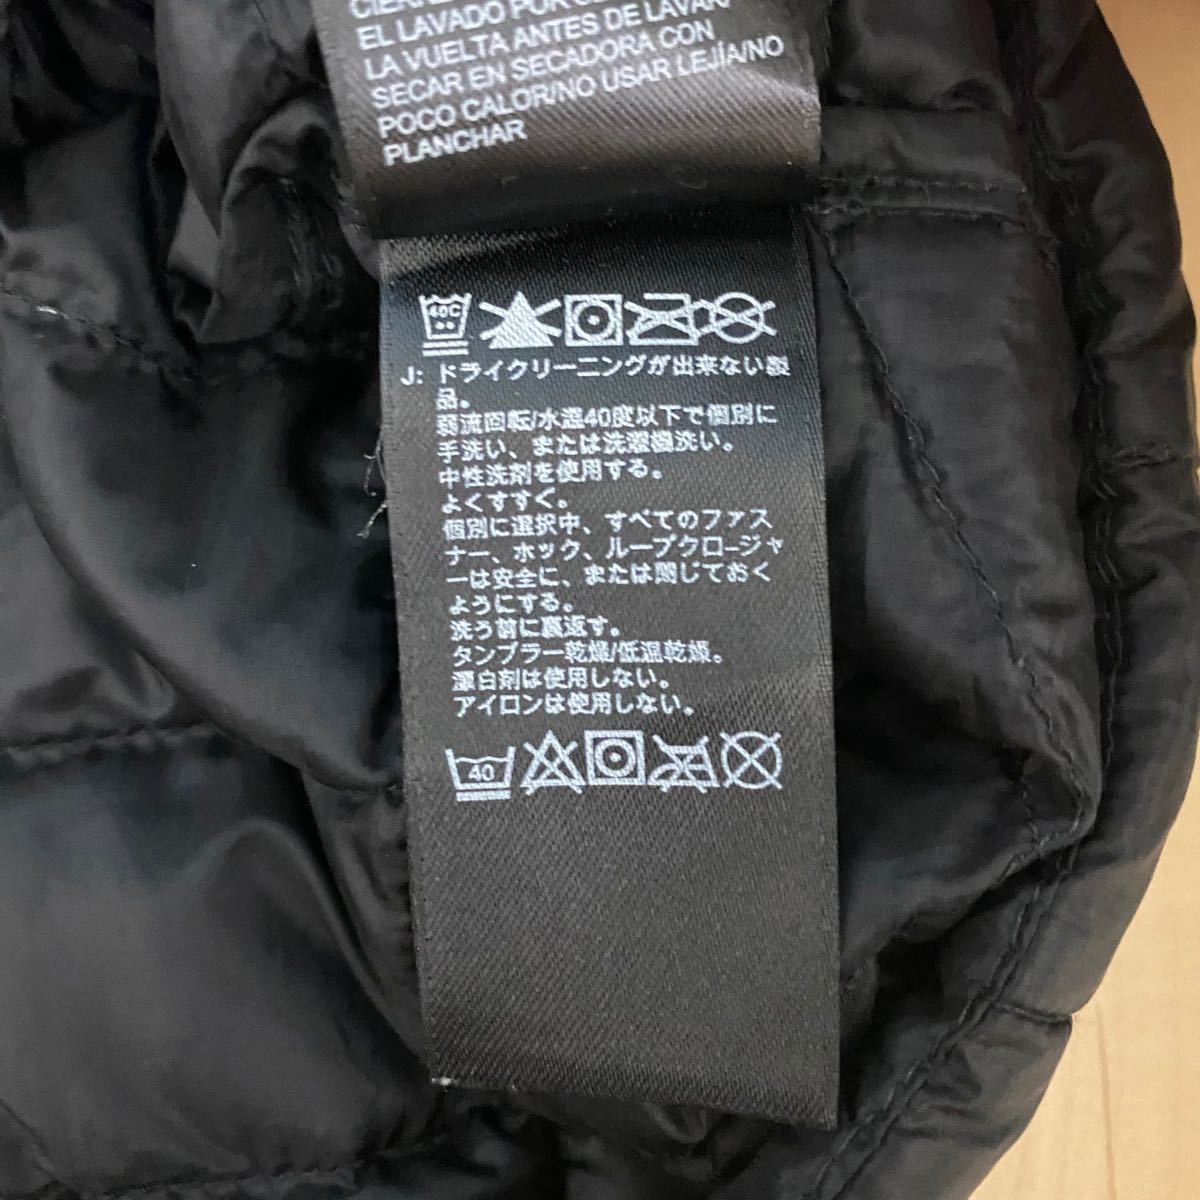 EL LAVADO POR
LA VUELTA ANTES DE LAVAR/
SECAR EN SECADORA CON
POCO CALOR/NO USAR LEJÍA/NO
PLANCHAR
40C
J: ドライクリーニングが出来ない製
品。
弱流回転/水温40度以下で個別に
手洗い、または洗濯機洗い。
中性洗剤を使用する。
よくすすぐ。
個別に選択中、すべてのファス
ナー、ホック、ループクロージャ
ーは安全に、または閉じておく
ようにする。
洗う前に裏返す。
タンブラー乾燥/低温乾燥。
漂白剤は使用しない。
アイロンは使用しない。
40